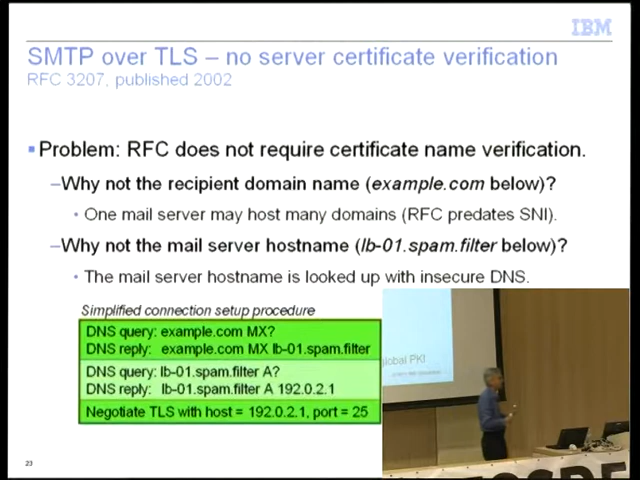 IBM
SMTP over TLS – no server certificate verification
RFC 3207, published 2002
Problem: RFC does not require certificate name verification.
–Why not the recipient domain name (example.com below)?
• One mail server may host many domains (RFC predates SNI).
–Why not the mail server hostname (lb-01.spam.filter below)?
• The mail server hostname is looked up with insecure DNS.
Simplified connection setup procedure
DNS query: example.com MX?
DNS reply: example.com MX lb-01.spam.filter
DNS query: lb-01.spam.filter A?
DNS reply: lb-01.spam.filter A 192.0.2.1
Negotiate TLS with host = 192.0.2.1, port = 25
global PKI
23